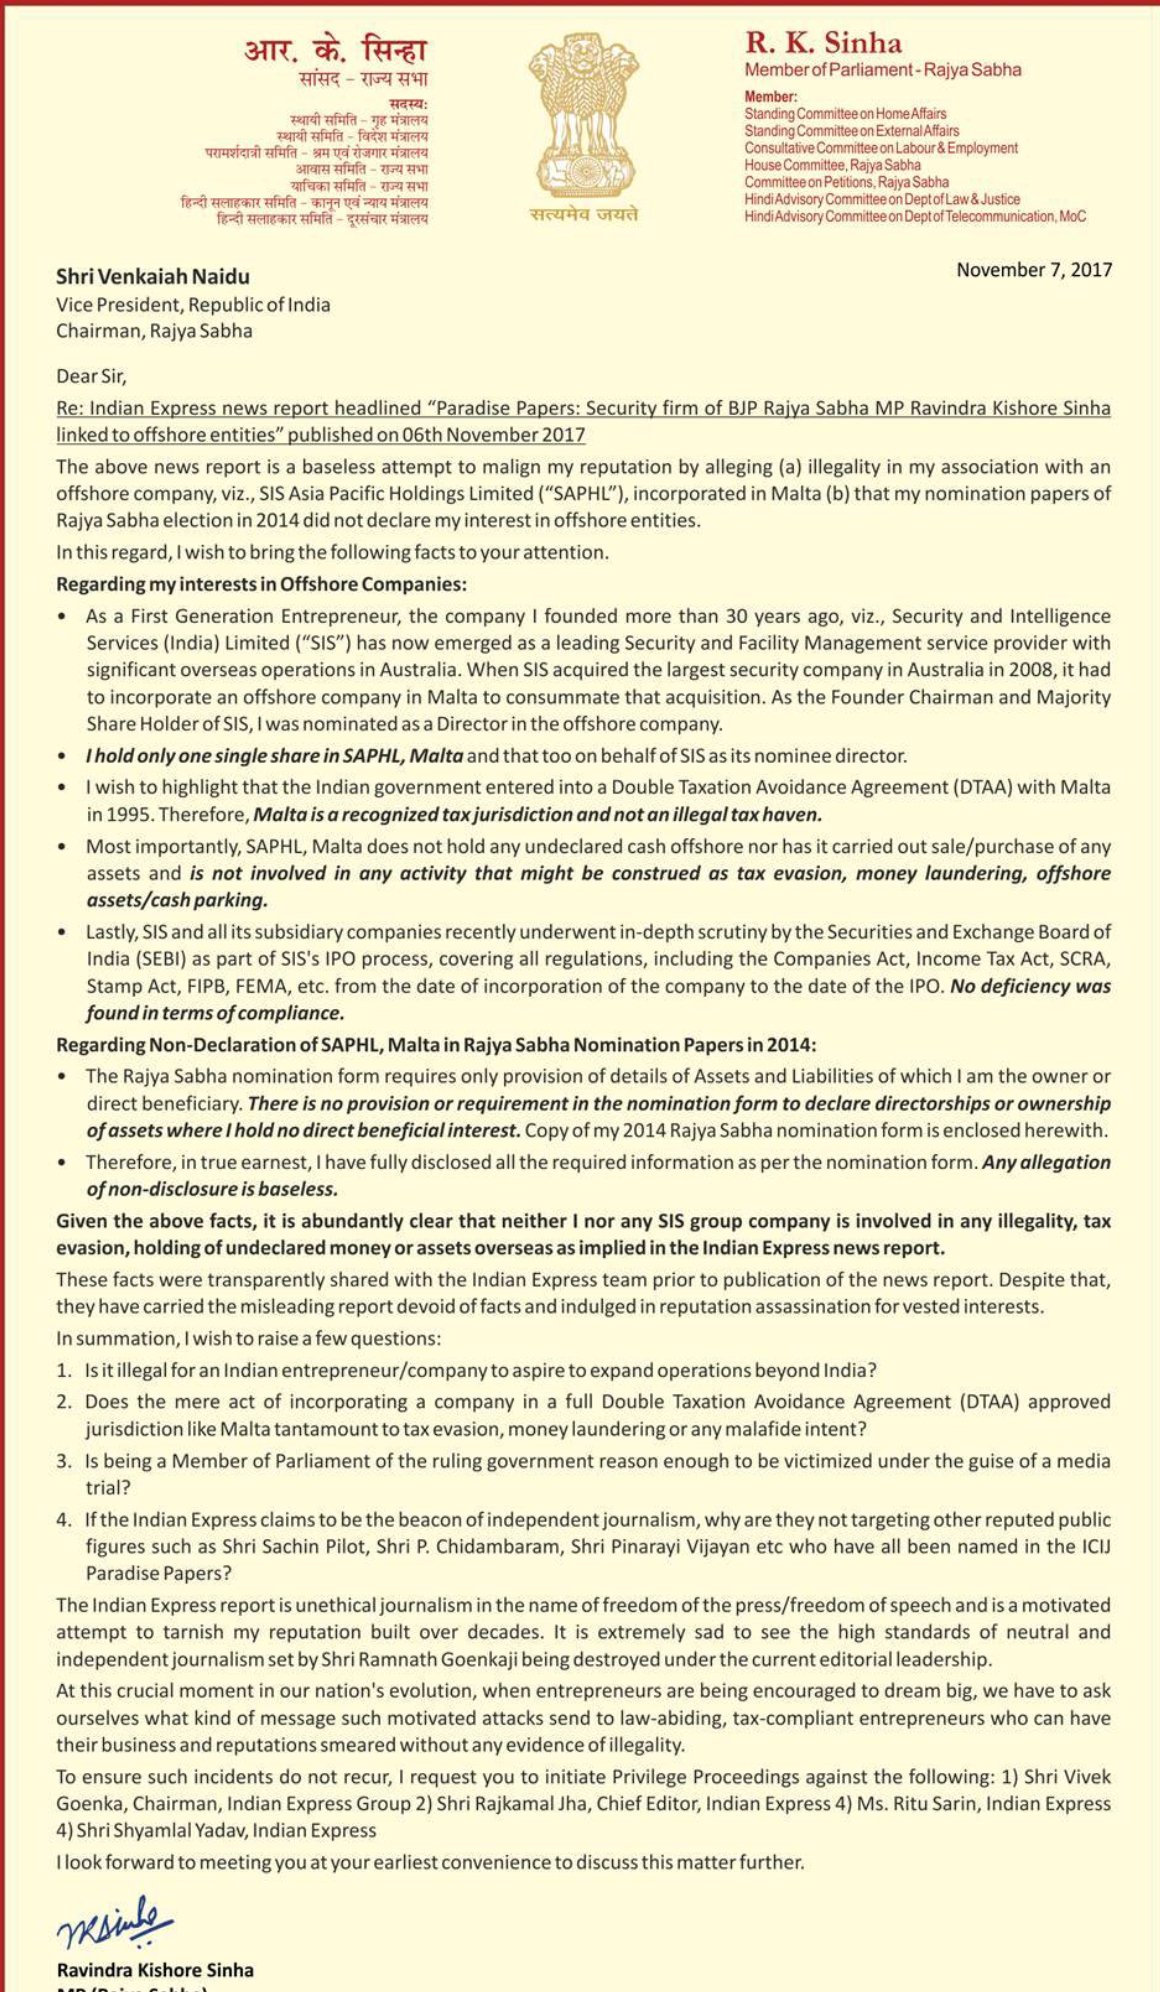 आर. के. सिन्हा
सांसद – राज्य सभा
सदस्य:
स्थायी समिति – गृह मंत्रालय
स्थायी समिति – विदेश मंत्रालय
परामर्शदात्री समिति – श्रम एवं रोजगार मंत्रालय
आवास समिति – राज्य सभा
याचिका समिति – राज्य सभा
हिन्दी सलाहकार समिति – कानून एवं न्याय मंत्रालय
हिन्दी सलाहकार समिति – दूरसंचार मंत्रालय
सत्यमेव जयते
R. K. Sinha
Member of Parliament - Rajya Sabha
Member:
Standing Committee on Home Affairs
Standing Committee on External Affairs
Consultative Committee on Labour & Employment
House Committee, Rajya Sabha
Committee on Petitions, Rajya Sabha
Hindi Advisory Committee on Dept of Law & Justice
Hindi Advisory Committee on Dept of Telecommunication, MoC
November 7, 2017
Shri Venkaiah Naidu
Vice President, Republic of India
Chairman, Rajya Sabha
Dear Sir,
Re: Indian Express news report headlined “Paradise Papers: Security firm of BJP Rajya Sabha MP Ravindra Kishore Sinha
linked to offshore entities” published on 06th November 2017
The above news report is a baseless attempt to malign my reputation by alleging (a) illegality in my association with an
offshore company, viz., SIS Asia Pacific Holdings Limited (“SAPHL”), incorporated in Malta (b) that my nomination papers of
Rajya Sabha election in 2014 did not declare my interest in offshore entities.
In this regard, I wish to bring the following facts to your attention.
Regarding my interests in Offshore Companies:
• As a First Generation Entrepreneur, the company I founded more than 30 years ago, viz., Security and Intelligence
Services (India) Limited (“SIS”) has now emerged as a leading Security and Facility Management service provider with
significant overseas operations in Australia. When SIS acquired the largest security company in Australia in 2008, it had
to incorporate an offshore company in Malta to consummate that acquisition. As the Founder Chairman and Majority
Share Holder of SIS, I was nominated as a Director in the offshore company.
• I hold only one single share in SAPHL, Malta and that too on behalf of SIS as its nominee director.
• I wish to highlight that the Indian government entered into a Double Taxation Avoidance Agreement (DTAA) with Malta
in 1995. Therefore, Malta is a recognized tax jurisdiction and not an illegal tax haven.
• Most importantly, SAPHL, Malta does not hold any undeclared cash offshore nor has it carried out sale/purchase of any
assets and is not involved in any activity that might be construed as tax evasion, money laundering, offshore
assets/cash parking.
• Lastly, SIS and all its subsidiary companies recently underwent in-depth scrutiny by the Securities and Exchange Board of
India (SEBI) as part of SIS's IPO process, covering all regulations, including the Companies Act, Income Tax Act, SCRA,
Stamp Act, FIPB, FEMA, etc. from the date of incorporation of the company to the date of the IPO. No deficiency was
found in terms of compliance.
Regarding Non-Declaration of SAPHL, Malta in Rajya Sabha Nomination Papers in 2014:
• The Rajya Sabha nomination form requires only provision of details of Assets and Liabilities of which I am the owner or
direct beneficiary. There is no provision or requirement in the nomination form to declare directorships or ownership
of assets where I hold no direct beneficial interest. Copy of my 2014 Rajya Sabha nomination form is enclosed herewith.
• Therefore, in true earnest, I have fully disclosed all the required information as per the nomination form. Any allegation
of non-disclosure is baseless.
Given the above facts, it is abundantly clear that neither I nor any SIS group company is involved in any illegality, tax
evasion, holding of undeclared money or assets overseas as implied in the Indian Express news report.
These facts were transparently shared with the Indian Express team prior to publication of the news report. Despite that,
they have carried the misleading report devoid of facts and indulged in reputation assassination for vested interests.
In summation, I wish to raise a few questions:
1. Is it illegal for an Indian entrepreneur/company to aspire to expand operations beyond India?
2. Does the mere act of incorporating a company in a full Double Taxation Avoidance Agreement (DTAA) approved
jurisdiction like Malta tantamount to tax evasion, money laundering or any malafide intent?
3. Is being a Member of Parliament of the ruling government reason enough to be victimized under the guise of a media
trial?
4. If the Indian Express claims to be the beacon of independent journalism, why are they not targeting other reputed public
figures such as Shri Sachin Pilot, Shri P. Chidambaram, Shri Pinarayi Vijayan etc who have all been named in the ICIJ
Paradise Papers?
The Indian Express report is unethical journalism in the name of freedom of the press/freedom of speech and is a motivated
attempt to tarnish my reputation built over decades. It is extremely sad to see the high standards of neutral and
independent journalism set by Shri Ramnath Goenkaji being destroyed under the current editorial leadership.
At this crucial moment in our nation's evolution, when entrepreneurs are being encouraged to dream big, we have to ask
ourselves what kind of message such motivated attacks send to law-abiding, tax-compliant entrepreneurs who can have
their business and reputations smeared without any evidence of illegality.
To ensure such incidents do not recur, I request you to initiate Privilege Proceedings against the following: 1) Shri Vivek
Goenka, Chairman, Indian Express Group 2) Shri Rajkamal Jha, Chief Editor, Indian Express 4) Ms. Ritu Sarin, Indian Express
4) Shri Shyamlal Yadav, Indian Express
I look forward to meeting you at your earliest convenience to discuss this matter further.
Ravindra Kishore Sinha
MP (Rajya Sabha)